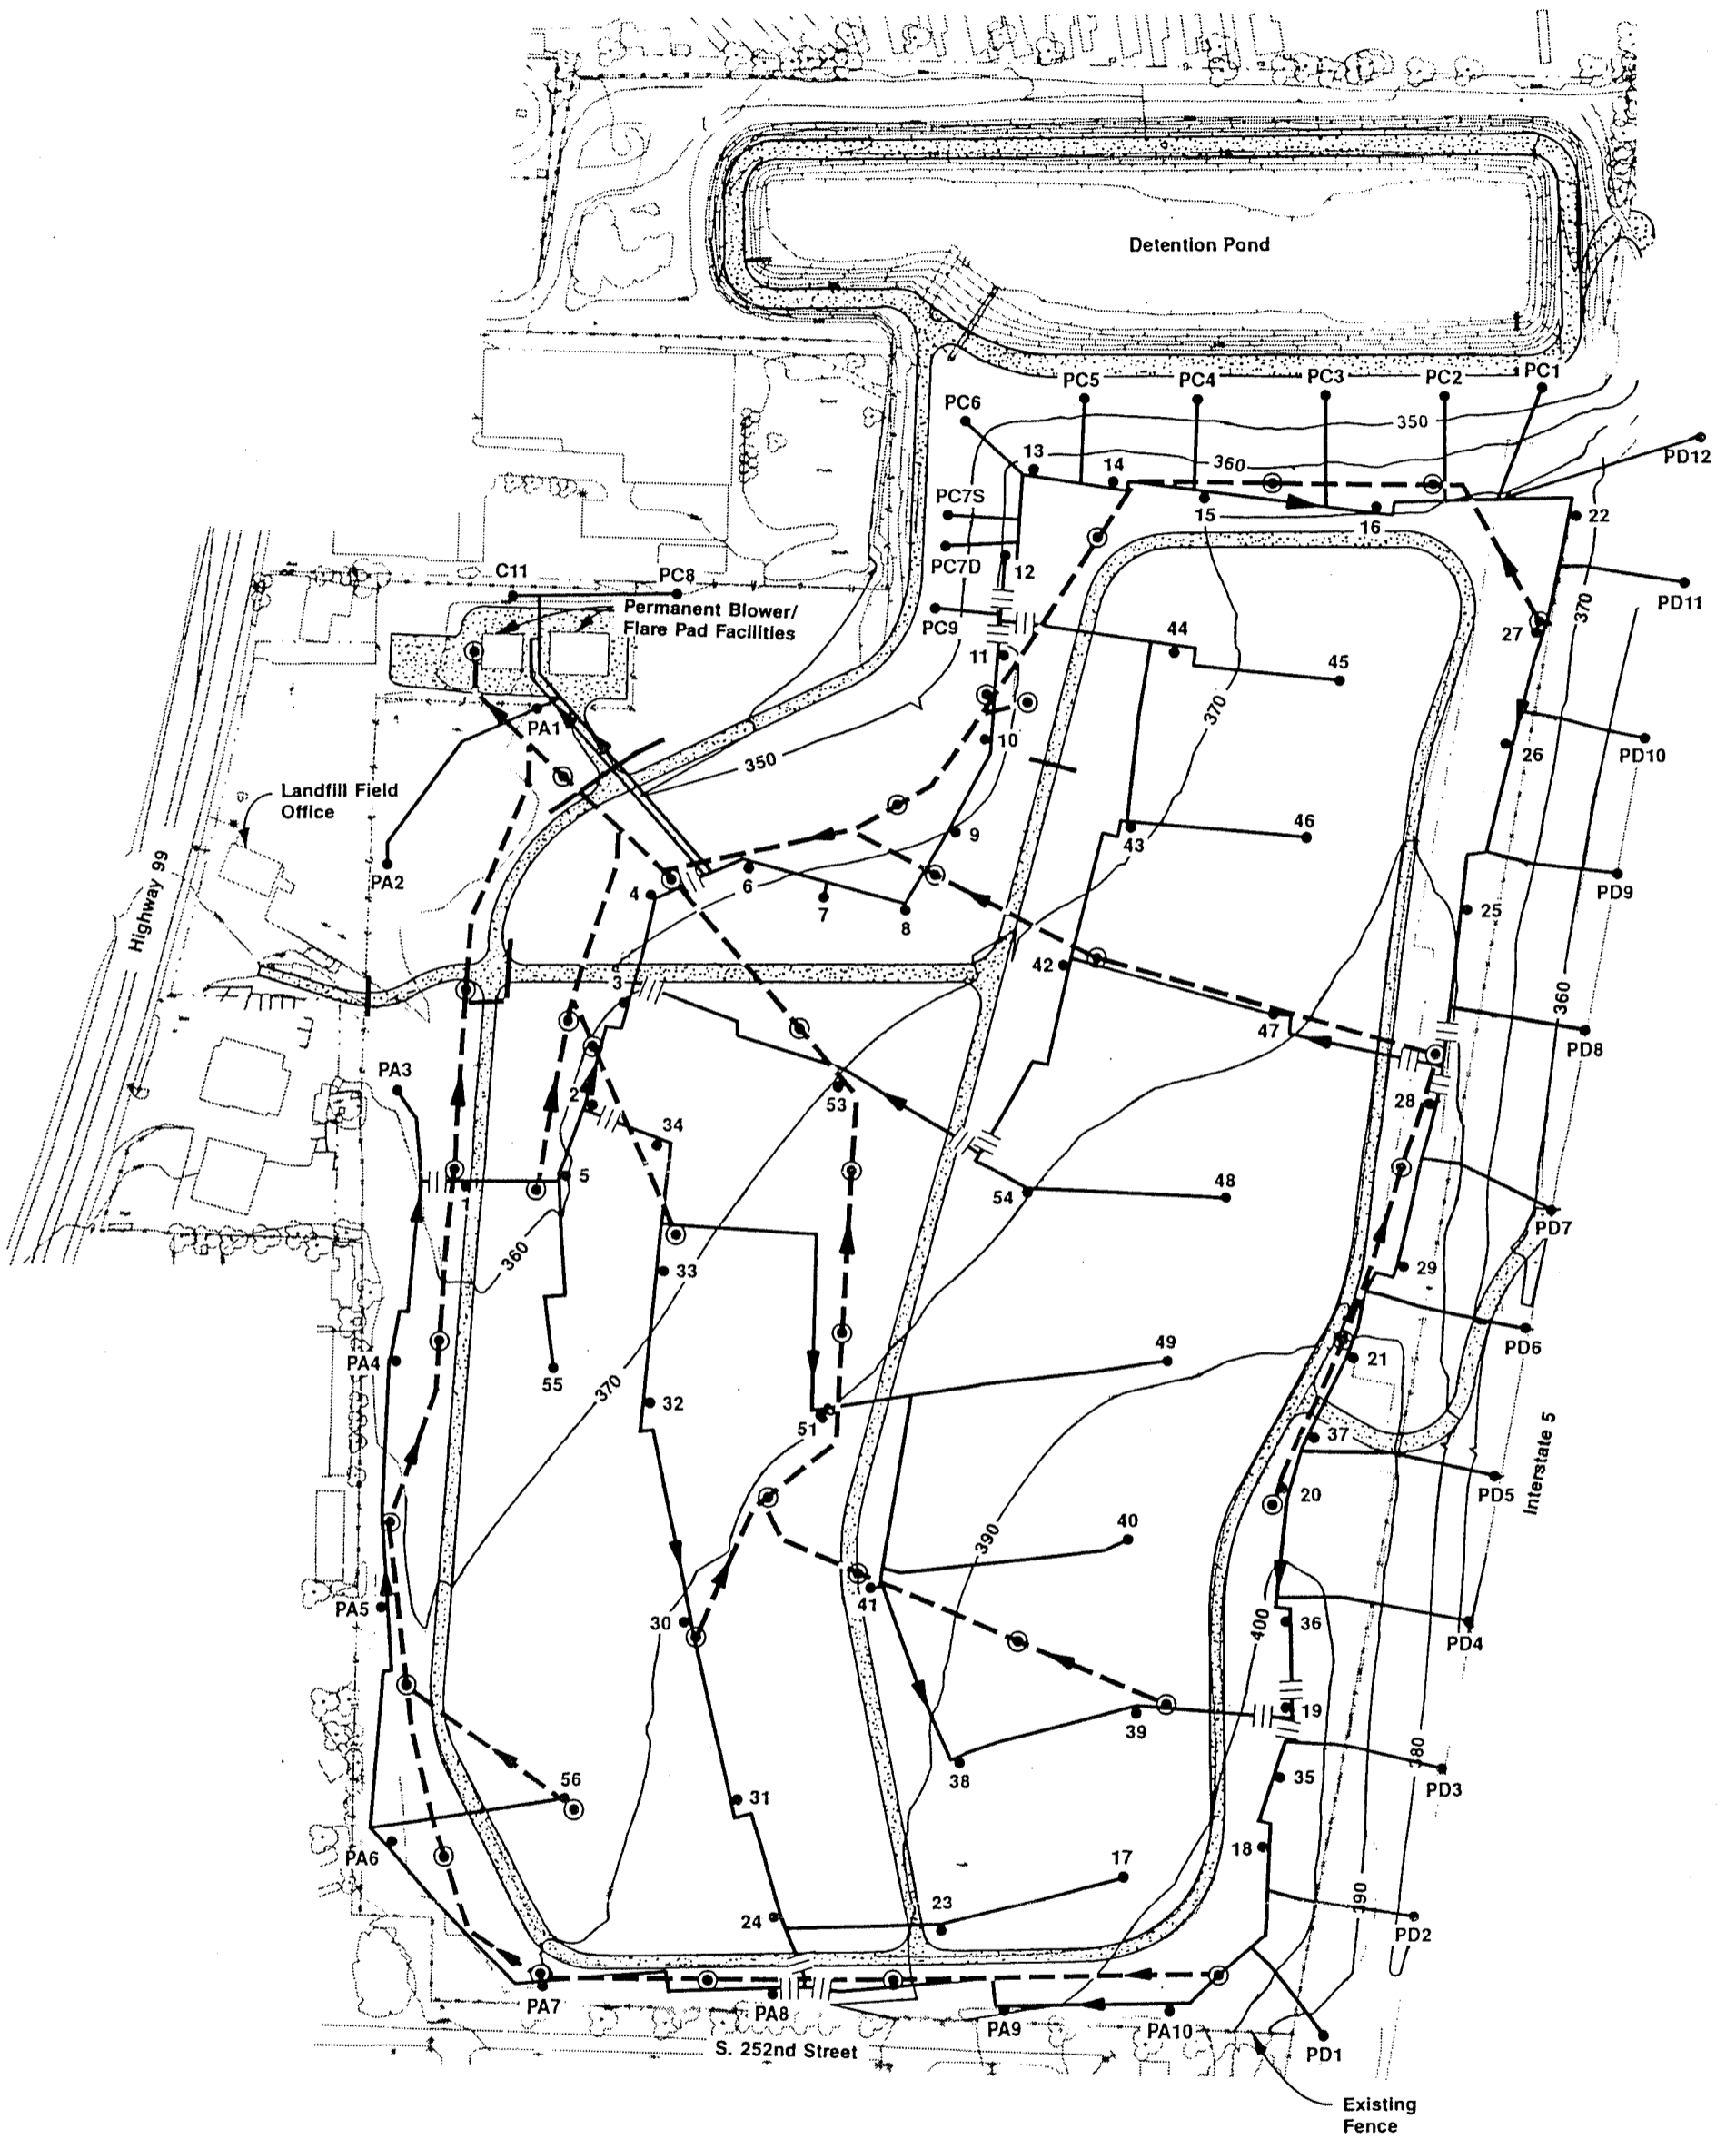 Detention Pond
PC5
PC4
PC3
PC2
PC1
PC6
350
PD12
13
14
360
PC7S
15
16
22
PC7D
12
C11
PC8
370
PD11
Permanent Blower/
Flare Pad Facilities
PC9
44
27
11
45
370
PA1
10
26
PD10
350
Landfill Field
Office
46
9
43
PA2
6
PD9
4
7
25
8
Highway 99
42
3
360
47
PD8
PA3
2
53
28
34
5
48
54
PD7
360
33
29
49
PD6
PA4
21
55
370
32
51
37
Interstate 5
20
PD5
40
390
PA5
41
30
400
36
PD4
19
39
56
38
380
31
35
PD3
PA6
18
17
23
390
24
PD2
PA7
PA8
PA9
PA10
S. 252nd Street
PD1
Existing
Fence